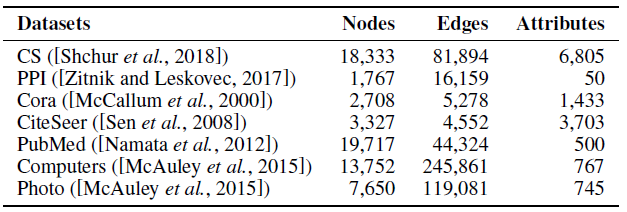 Datasets Nodes Edges Attributes
CS ([Shchur et al., 2018]) 18,333 81,894 6,805
PPI ([Zitnik and Leskovec, 2017]) 1,767 16,159 50
Cora ([McCallum et al., 2000]) 2,708 5,278 1,433
CiteSeer ([Sen et al., 2008]) 3,327 4,552 3,703
PubMed ([Namata et al., 2012]) 19,717 44,324 500
Computers ([McAuley et al., 2015]) 13,752 245,861 767
Photo ([McAuley et al., 2015]) 7,650 119,081 745